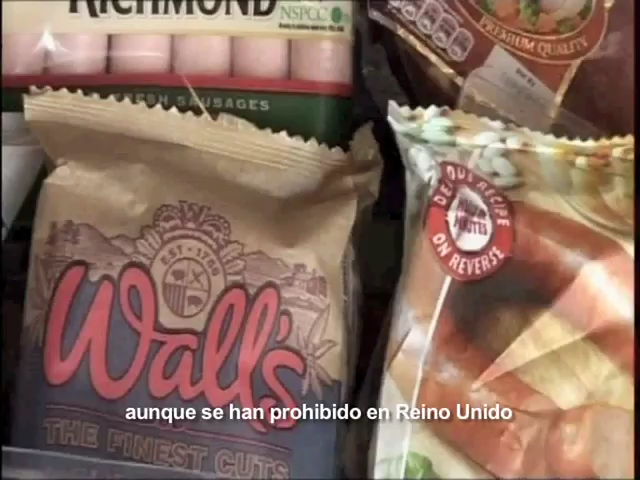 RICHMOND
NSPCC
FRESH SAUSAGES
PREMIUM QUALITY
RECIPE
ON REVERSE
EST · 1786
Wall's
THE FINEST CUTS
aunque se han prohibido en Reino Unido